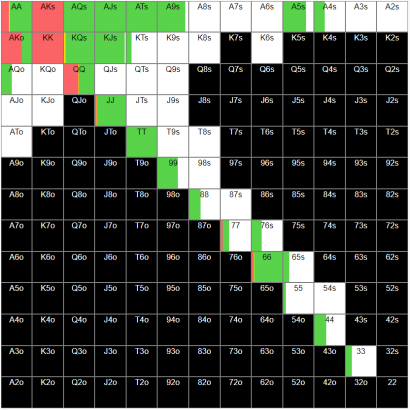 AA AKs AQs AJs ATs A9s A8s A7s A6s A5s A4s A3s A2s
AKo KK KQs KJs KTs K9s K8s K7s K6s K5s K4s K3s K2s
AQo KQo QQ QJs QTs Q9s Q8s Q7s Q6s Q5s Q4s Q3s Q2s
AJo KJo QJo JJ JTs J9s J8s J7s J6s J5s J4s J3s J2s
ATo KTo QTo JTo TT T9s T8s T7s T6s T5s T4s T3s T2s
A9o K9o Q9o J9o T9o 99 98s 97s 96s 95s 94s 93s 92s
A8o K8o Q8o J8o T8o 98o 88 87s 86s 85s 84s 83s 82s
A7o K7o Q7o J7o T7o 97o 87o 77 76s 75s 74s 73s 72s
A6o K6o Q6o J6o T6o 96o 86o 76o 66 65s 64s 63s 62s
A5o K5o Q5o J5o T5o 95o 85o 75o 65o 55 54s 53s 52s
A4o K4o Q4o J4o T4o 94o 84o 74o 64o 54o 44 43s 42s
A3o K3o Q3o J3o T3o 93o 83o 73o 63o 53o 43o 33 32s
A2o K2o Q2o J2o T2o 92o 82o 72o 62o 52o 42o 32o 22